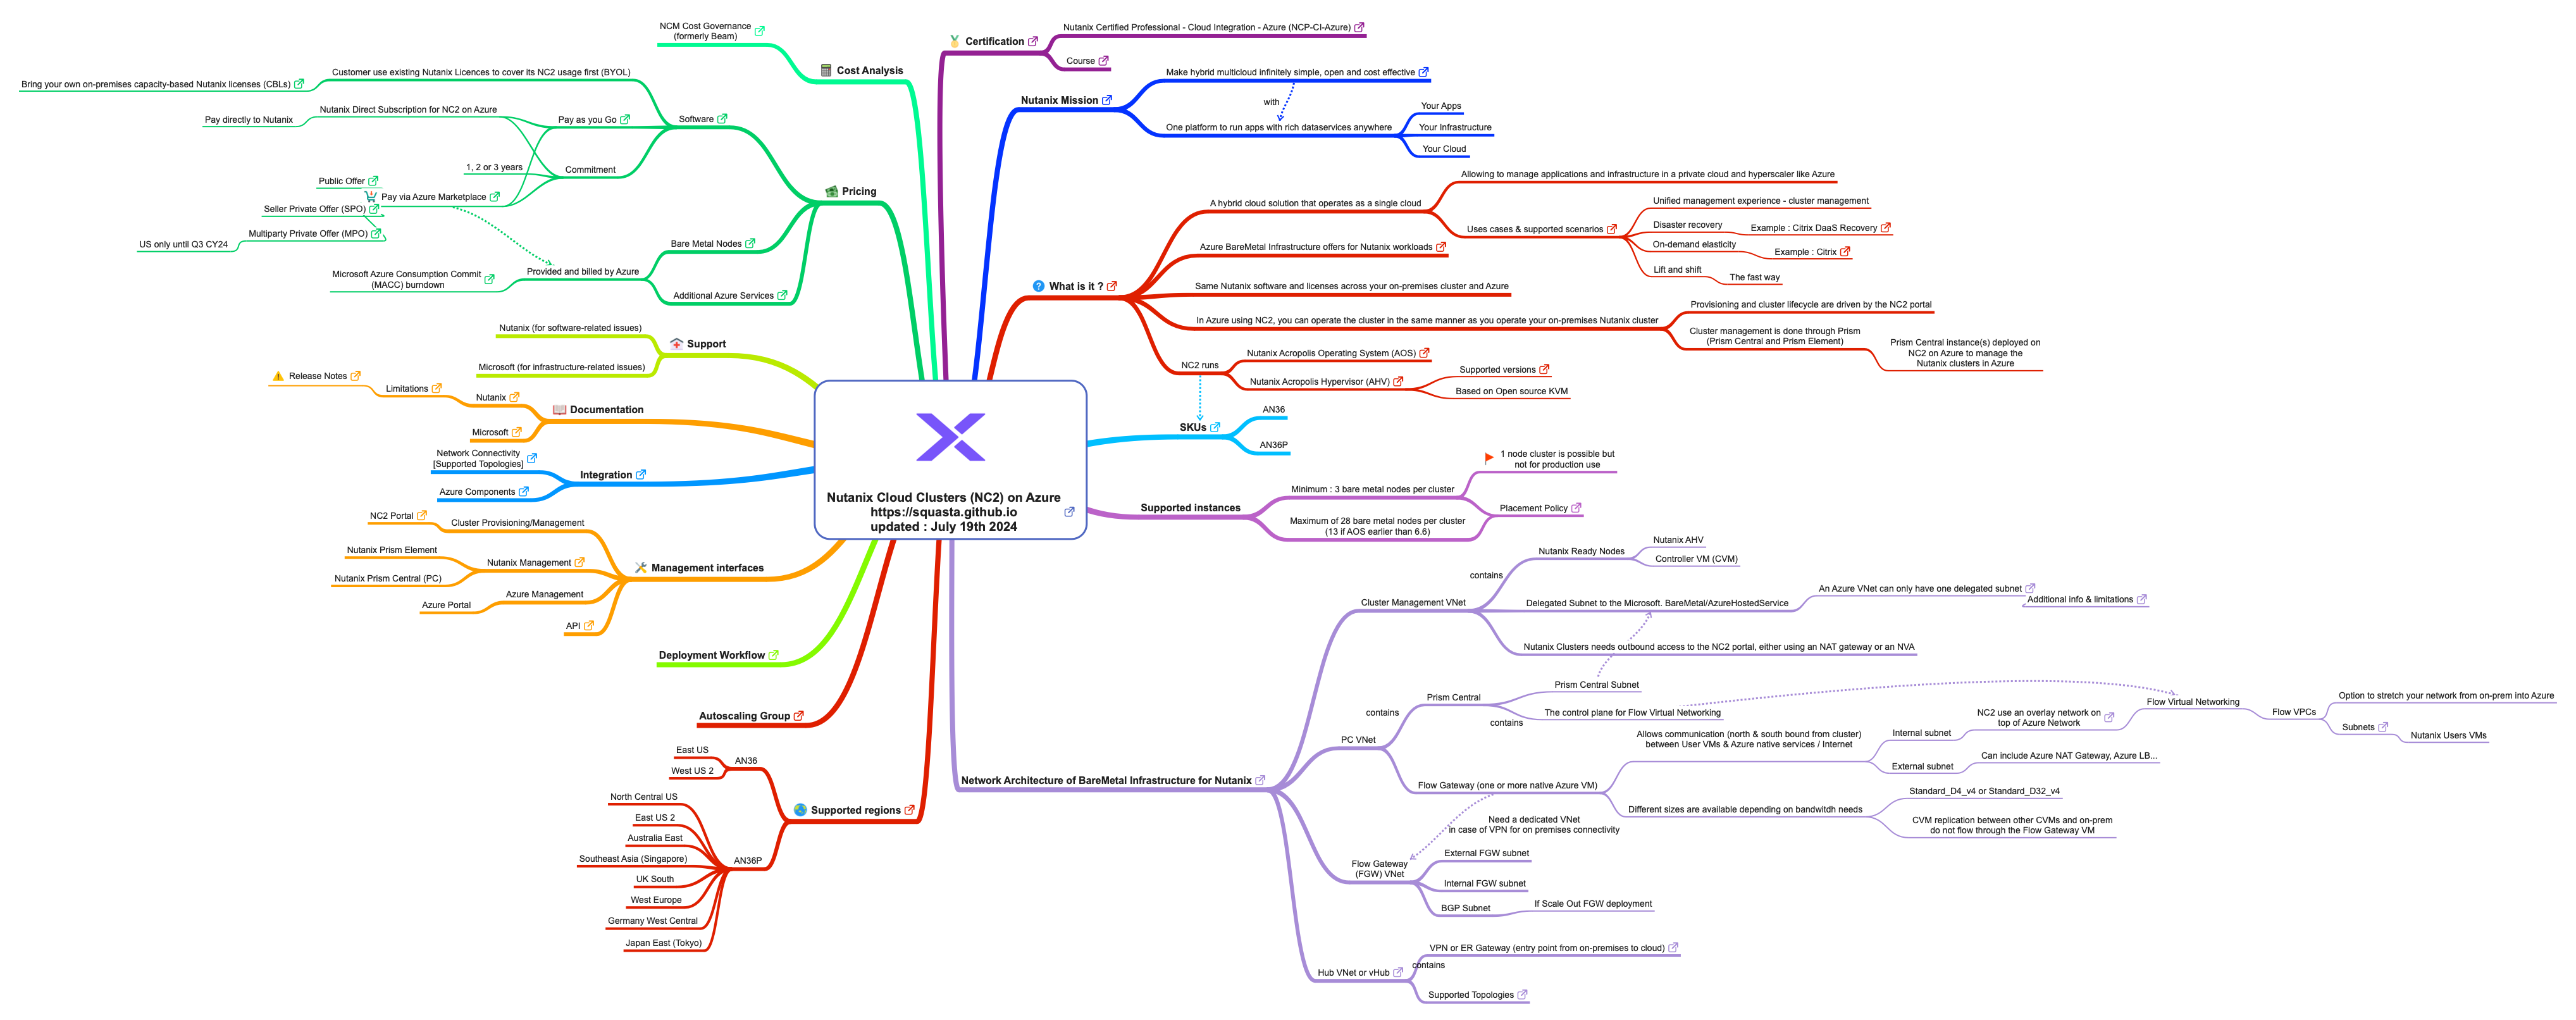 Nutanix Cloud Clusters (NC2) on Azure
https://squasta.github.io
updated : July 19th 2024
Certification
Nutanix Certified Professional - Cloud Integration - Azure (NCP-CI-Azure)
Course
Nutanix Mission
Make hybrid multicloud infinitely simple, open and cost effective
with
One platform to run apps with rich dataservices anywhere
Your Apps
Your Infrastructure
Your Cloud
What is it ?
A hybrid cloud solution that operates as a single cloud
Allowing to manage applications and infrastructure in a private cloud and hyperscaler like Azure
Uses cases & supported scenarios
Unified management experience - cluster management
Disaster recovery
Example : Citrix DaaS Recovery
On-demand elasticity
Example : Citrix
Lift and shift
The fast way
Azure BareMetal Infrastructure offers for Nutanix workloads
Same Nutanix software and licenses across your on-premises cluster and Azure
In Azure using NC2, you can operate the cluster in the same manner as you operate your on-premises Nutanix cluster
Provisioning and cluster lifecycle are driven by the NC2 portal
Cluster management is done through Prism
(Prism Central and Prism Element)
Prism Central instance(s) deployed on
NC2 on Azure to manage the
Nutanix clusters in Azure
NC2 runs
Nutanix Acropolis Operating System (AOS)
Nutanix Acropolis Hypervisor (AHV)
Supported versions
Based on Open source KVM
SKUs
AN36
AN36P
Supported instances
Minimum : 3 bare metal nodes per cluster
1 node cluster is possible but
not for production use
Placement Policy
Maximum of 28 bare metal nodes per cluster
(13 if AOS earlier than 6.6)
Network Architecture of BareMetal Infrastructure for Nutanix
Cluster Management VNet
contains
Nutanix Ready Nodes
Nutanix AHV
Controller VM (CVM)
Delegated Subnet to the Microsoft. BareMetal/AzureHostedService
An Azure VNet can only have one delegated subnet
Additional info & limitations
Nutanix Clusters needs outbound access to the NC2 portal, either using an NAT gateway or an NVA
PC VNet
contains
Prism Central
contains
Prism Central Subnet
The control plane for Flow Virtual Networking
Flow Gateway (one or more native Azure VM)
Allows communication (north & south bound from cluster)
between User VMs & Azure native services / Internet
Internal subnet
NC2 use an overlay network on
top of Azure Network
Flow Virtual Networking
Flow VPCs
Option to stretch your network from on-prem into Azure
Subnets
Nutanix Users VMs
External subnet
Can include Azure NAT Gateway, Azure LB...
Different sizes are available depending on bandwitdh needs
Standard_D4_v4 or Standard_D32_v4
CVM replication between other CVMs and on-prem
do not flow through the Flow Gateway VM
Need a dedicated VNet
in case of VPN for on premises connectivity
Flow Gateway
(FGW) VNet
External FGW subnet
Internal FGW subnet
BGP Subnet
If Scale Out FGW deployment
Hub VNet or vHub
contains
VPN or ER Gateway (entry point from on-premises to cloud)
Supported Topologies
Cost Analysis
NCM Cost Governance
(formerly Beam)
Pricing
Software
Customer use existing Nutanix Licences to cover its NC2 usage first (BYOL)
Bring your own on-premises capacity-based Nutanix licenses (CBLs)
Pay as you Go
Nutanix Direct Subscription for NC2 on Azure
Pay directly to Nutanix
Commitment
1, 2 or 3 years
Pay via Azure Marketplace
Public Offer
Seller Private Offer (SPO)
Multiparty Private Offer (MPO)
US only until Q3 CY24
Bare Metal Nodes
Additional Azure Services
Provided and billed by Azure
Microsoft Azure Consumption Commit
(MACC) burndown
Support
Nutanix (for software-related issues)
Microsoft (for infrastructure-related issues)
Documentation
Nutanix
Limitations
Release Notes
Microsoft
Integration
Network Connectivity
[Supported Topologies]
Azure Components
Management interfaces
Cluster Provisioning/Management
NC2 Portal
Nutanix Management
Nutanix Prism Element
Nutanix Prism Central (PC)
Azure Management
Azure Portal
API
Deployment Workflow
Autoscaling Group
Supported regions
AN36
East US
West US 2
AN36P
North Central US
East US 2
Australia East
Southeast Asia (Singapore)
UK South
West Europe
Germany West Central
Japan East (Tokyo)